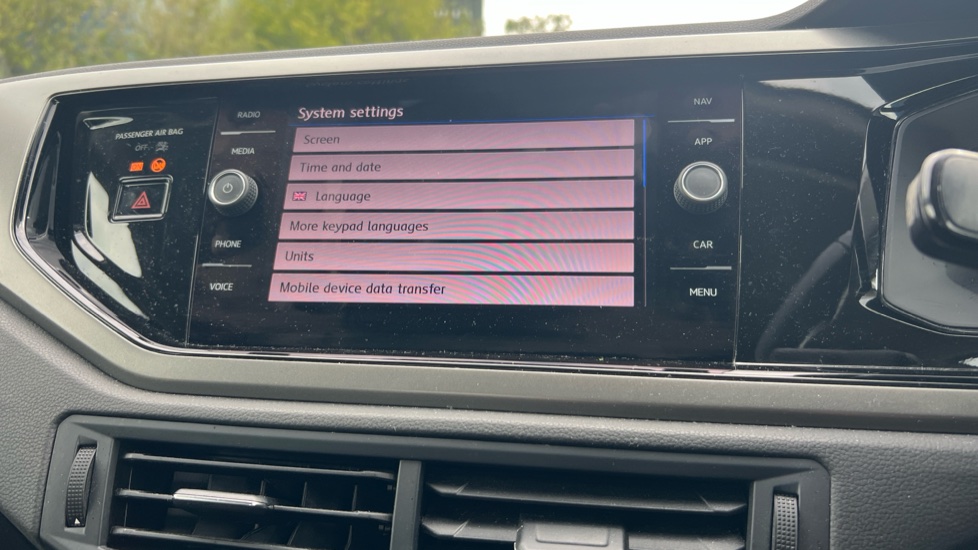 PASSENGER AIR BAG
OFF
RADIO
MEDIA
PHONE
VOICE
System settings
Screen
Time and date
Language
More keypad languages
Units
Mobile device data transfer
NAV
APP
CAR
MENU